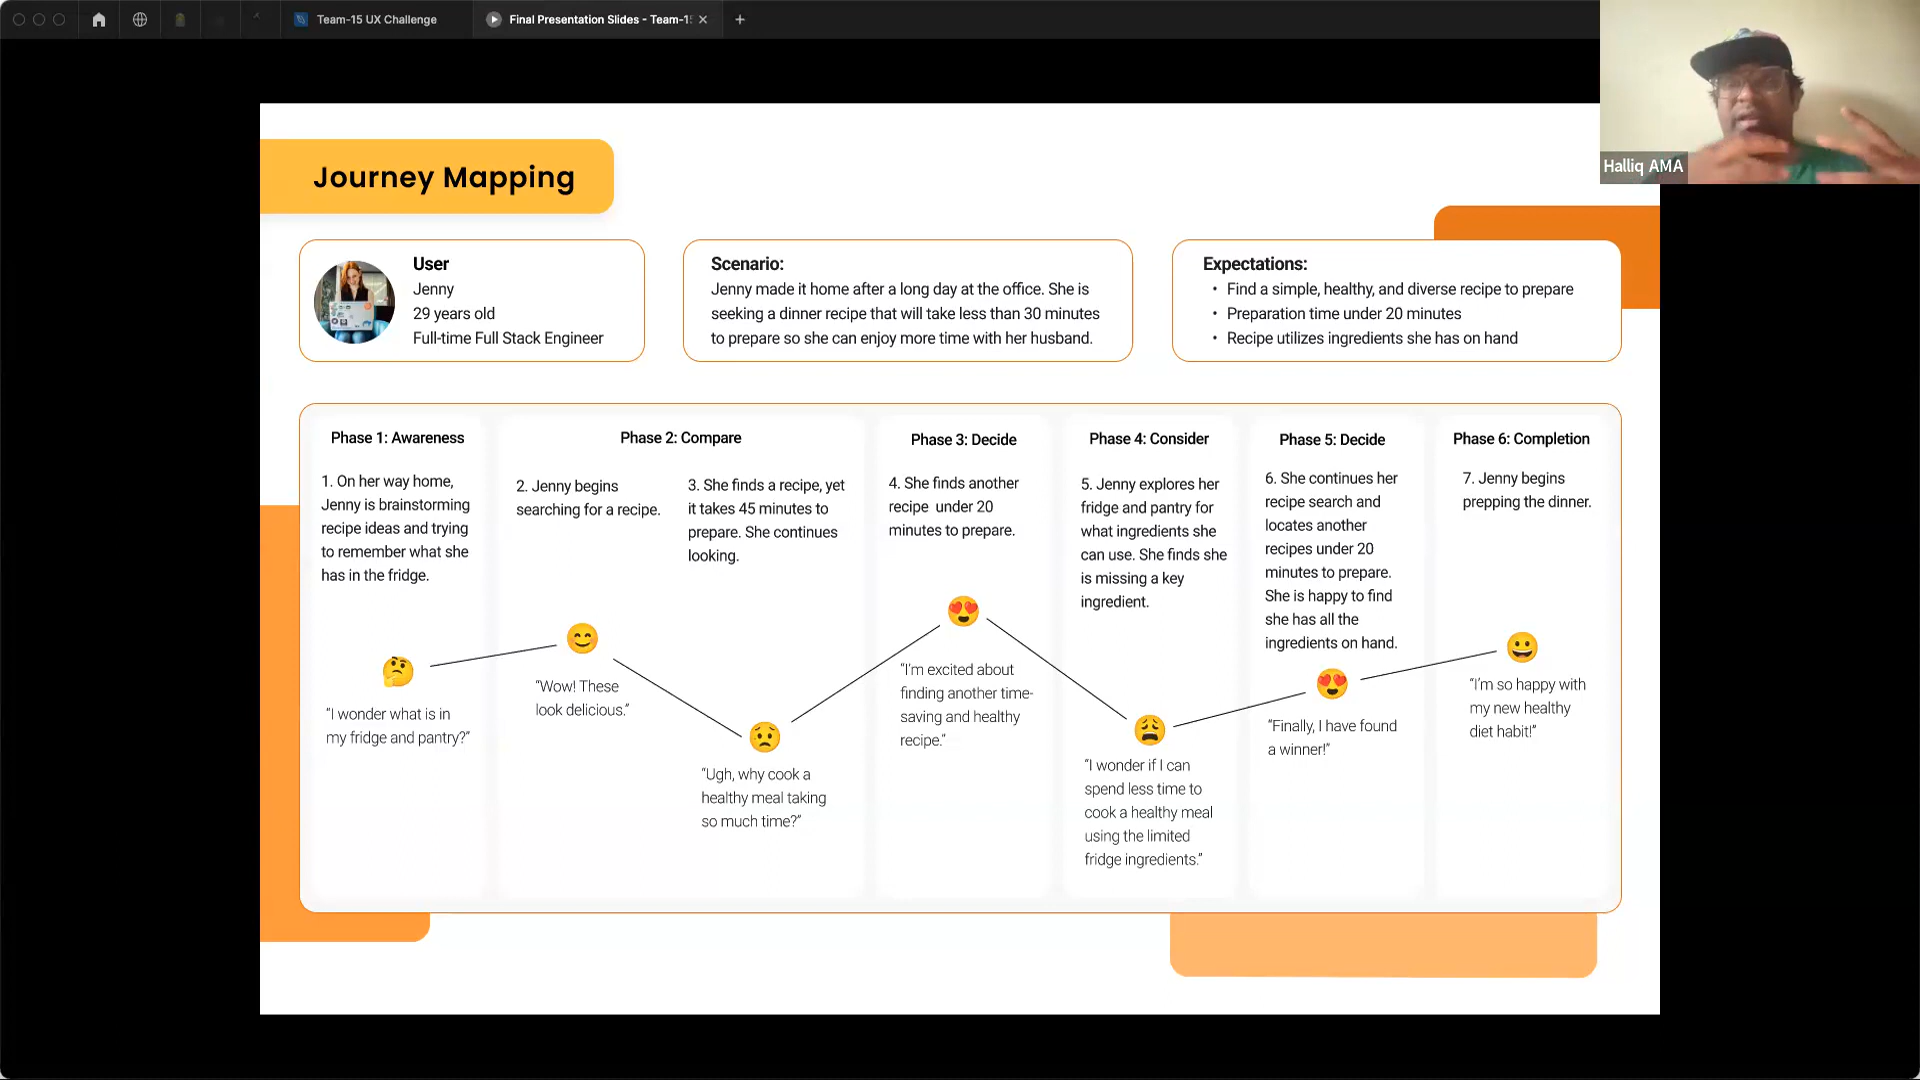 Team-15 UX Challenge
Final Presentation Slides - Team-1
Halliq AMA
Journey Mapping
User
Jenny
29 years old
Full-time Full Stack Engineer
Scenario:
Jenny made it home after a long day at the office. She is
seeking a dinner recipe that will take less than 30 minutes
to prepare so she can enjoy more time with her husband.
Expectations:
• Find a simple, healthy, and diverse recipe to prepare
• Preparation time under 20 minutes
• Recipe utilizes ingredients she has on hand
Phase 1: Awareness
1. On her way home,
Jenny is brainstorming
recipe ideas and trying
to remember what she
has in the fridge.
“I wonder what is in
my fridge and pantry?”
Phase 2: Compare
2. Jenny begins
searching for a recipe.
“Wow! These
look delicious.”
3. She finds a recipe, yet
it takes 45 minutes to
prepare. She continues
looking.
“Ugh, why cook a
healthy meal taking
so much time?”
Phase 3: Decide
4. She finds another
recipe under 20
minutes to prepare.
“I’m excited about
finding another time-
saving and healthy
recipe.”
Phase 4: Consider
5. Jenny explores her
fridge and pantry for
what ingredients she
can use. She finds she
is missing a key
ingredient.
“I wonder if I can
spend less time to
cook a healthy meal
using the limited
fridge ingredients.”
Phase 5: Decide
6. She continues her
recipe search and
locates another
recipes under 20
minutes to prepare.
She is happy to find
she has all the
ingredients on hand.
“Finally, I have found
a winner!”
Phase 6: Completion
7. Jenny begins
prepping the dinner.
“I’m so happy with
my new healthy
diet habit!”